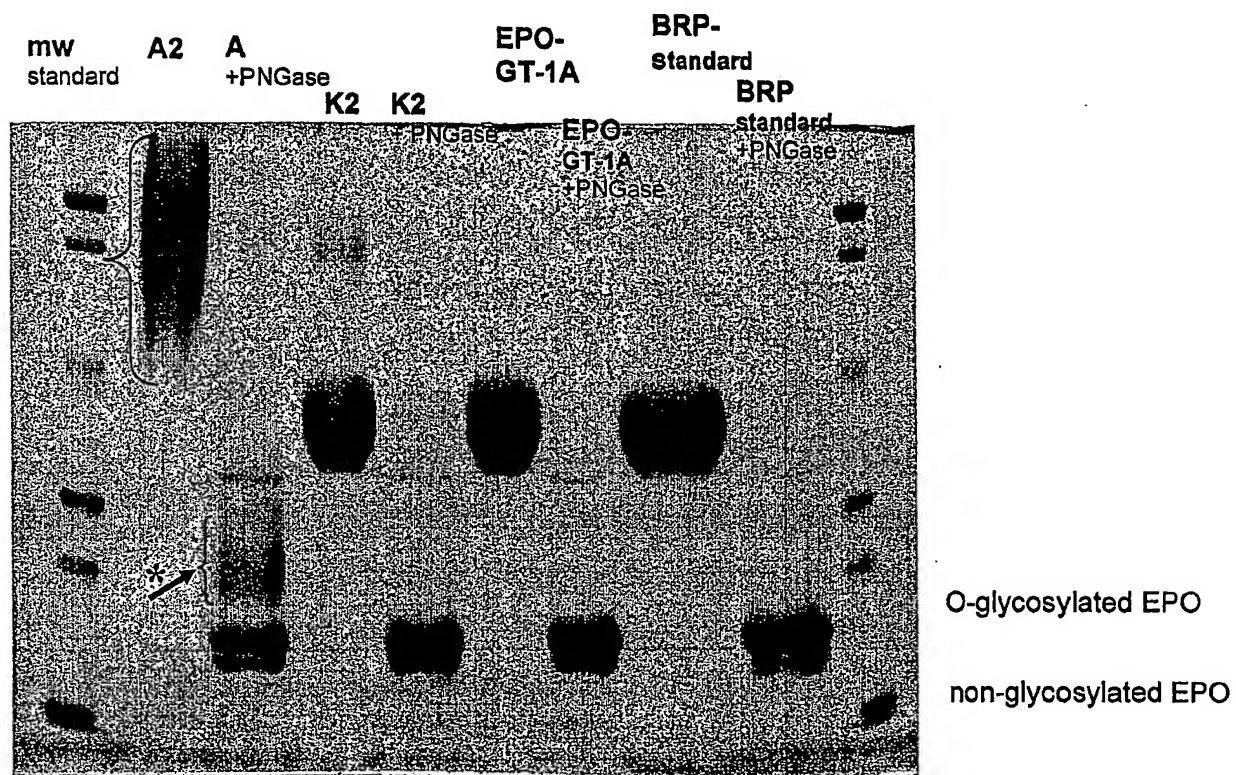 mw
standard
A2
A
+PNGase
K2
K2
+ PNGase
EPO-
GT-1A
EPO-
GT-1A
+PNGase
BRP-
standard
BRP
standard
+PNGase
*
O-glycosylated EPO
non-glycosylated EPO